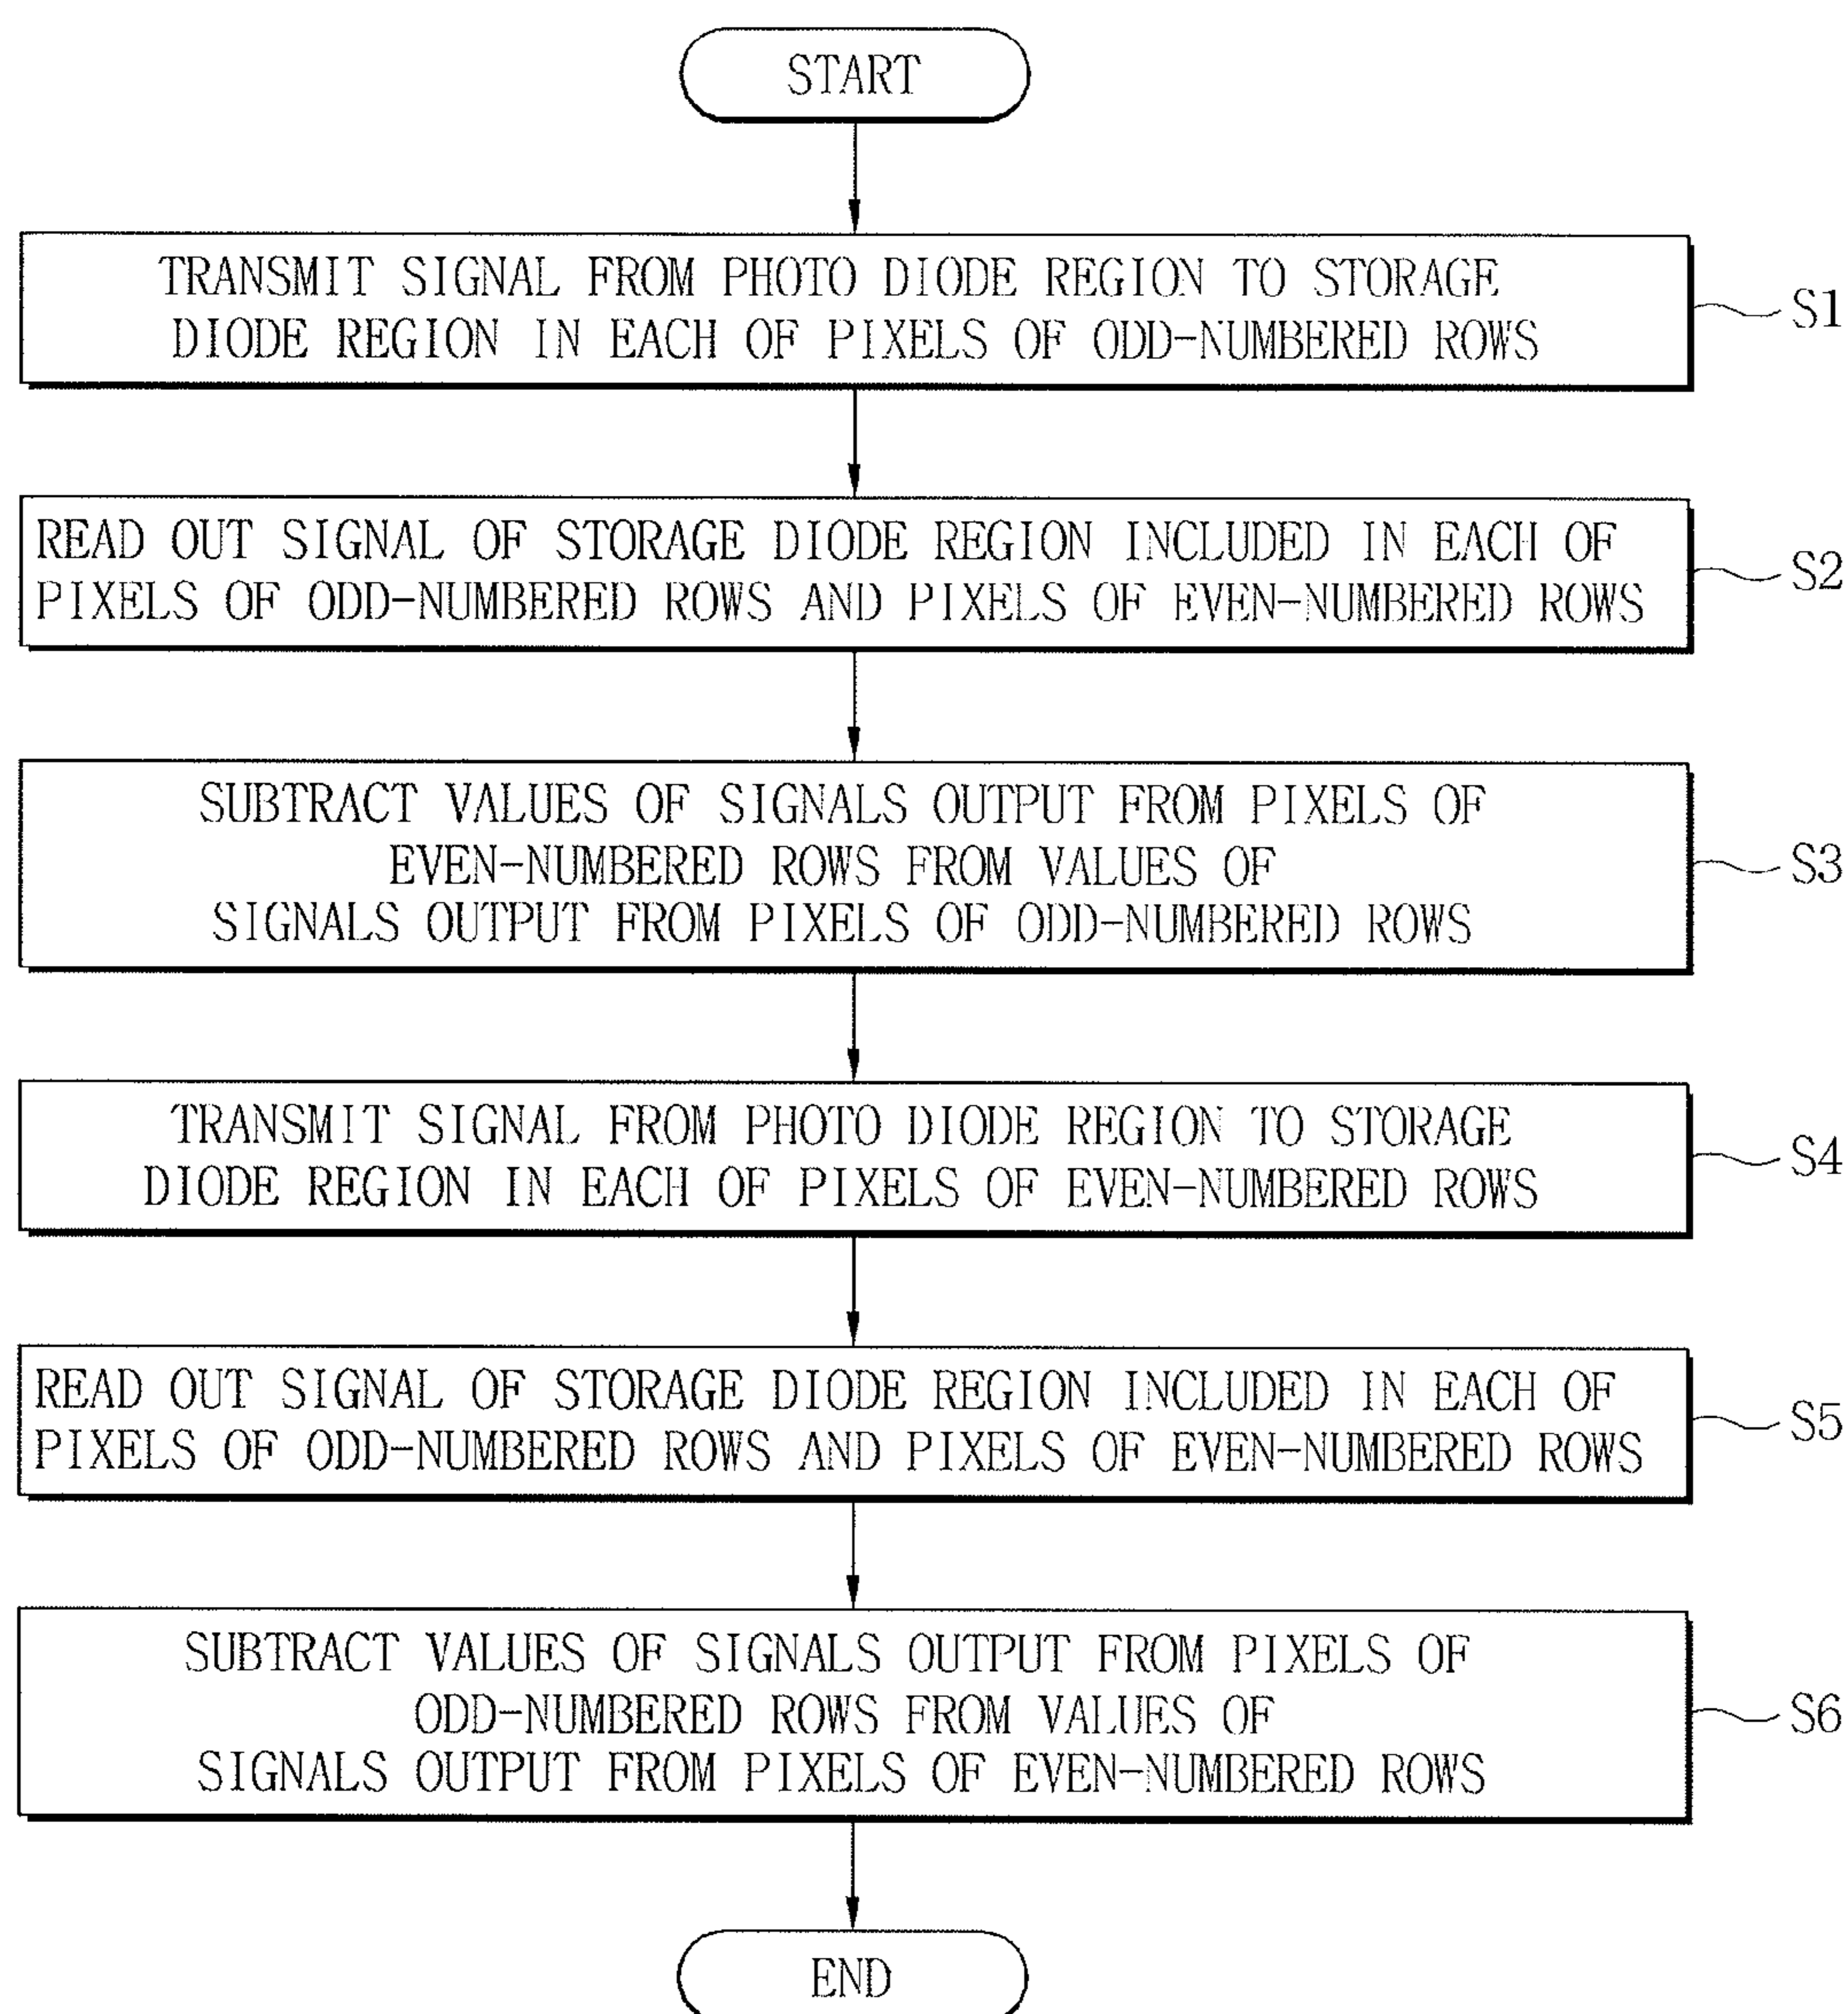 START
TRANSMIT SIGNAL FROM PHOTO DIODE REGION TO STORAGE
DIODE REGION IN EACH OF PIXELS OF ODD-NUMBERED ROWS
S1
READ OUT SIGNAL OF STORAGE DIODE REGION INCLUDED IN EACH OF
PIXELS OF ODD-NUMBERED ROWS AND PIXELS OF EVEN-NUMBERED ROWS
S2
SUBTRACT VALUES OF SIGNALS OUTPUT FROM PIXELS OF
EVEN-NUMBERED ROWS FROM VALUES OF
SIGNALS OUTPUT FROM PIXELS OF ODD-NUMBERED ROWS
S3
TRANSMIT SIGNAL FROM PHOTO DIODE REGION TO STORAGE
DIODE REGION IN EACH OF PIXELS OF EVEN-NUMBERED ROWS
S4
READ OUT SIGNAL OF STORAGE DIODE REGION INCLUDED IN EACH OF
PIXELS OF ODD-NUMBERED ROWS AND PIXELS OF EVEN-NUMBERED ROWS
S5
SUBTRACT VALUES OF SIGNALS OUTPUT FROM PIXELS OF
ODD-NUMBERED ROWS FROM VALUES OF
SIGNALS OUTPUT FROM PIXELS OF EVEN-NUMBERED ROWS
S6
END